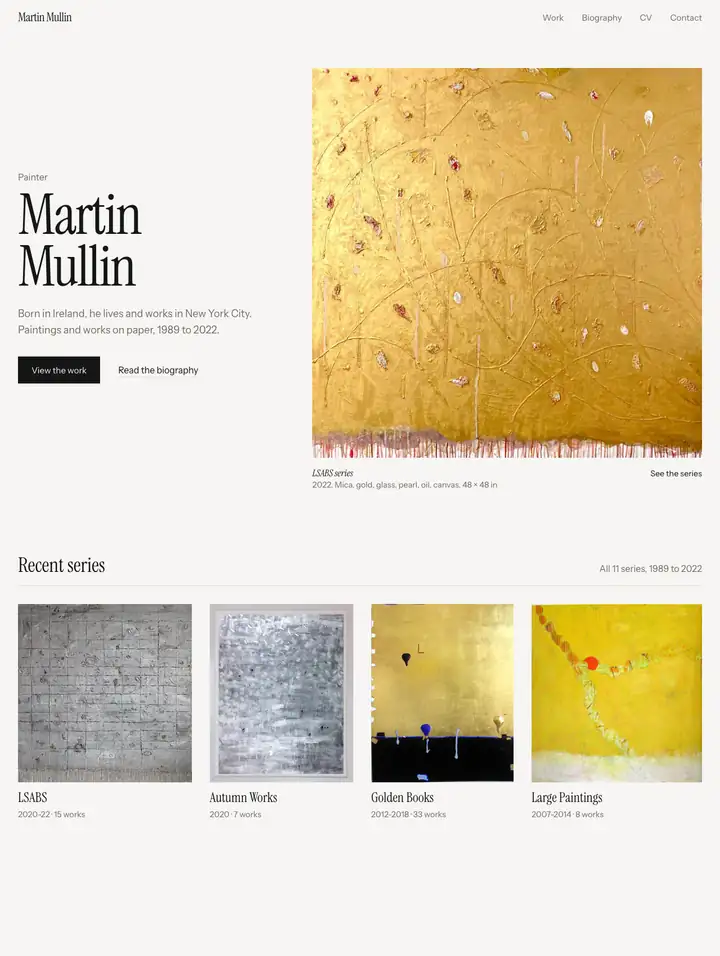 Martin Mullin
Work Biography CV Contact
Painter
Martin
Mullin
Born in Ireland, he lives and works in New York City.
Paintings and works on paper, 1989 to 2022.
View the work Read the biography
LSABS series See the series
2022. Mica, gold, glass, pearl, oil, canvas. 48 × 48 in
Recent series All 11 series, 1989 to 2022
LSABS Autumn Works Golden Books Large Paintings
2020-22 · 15 works 2020 · 7 works 2012-2018 · 33 works 2007-2014 · 8 works